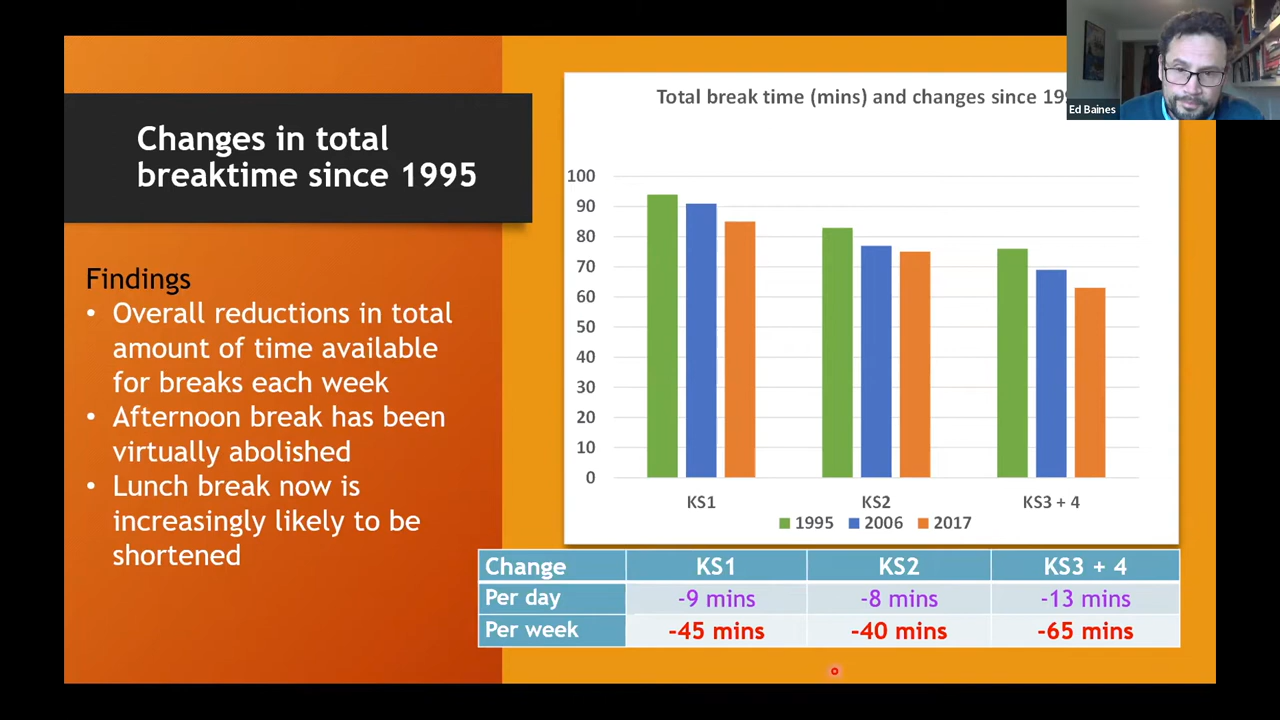 Changes in total
breaktime since 1995
Findings
• Overall reductions in total
amount of time available
for breaks each week
• Afternoon break has been
virtually abolished
• Lunch break now is
increasingly likely to be
shortened
Total break time (mins) and changes since
Ed Baines
100
90
80
70
60
50
40
30
20
10
0
KS1 KS2 KS3 + 4
1995 2006 2017
Change KS1 KS2 KS3 + 4
Per day -9 mins -8 mins -13 mins
Per week -45 mins -40 mins -65 mins